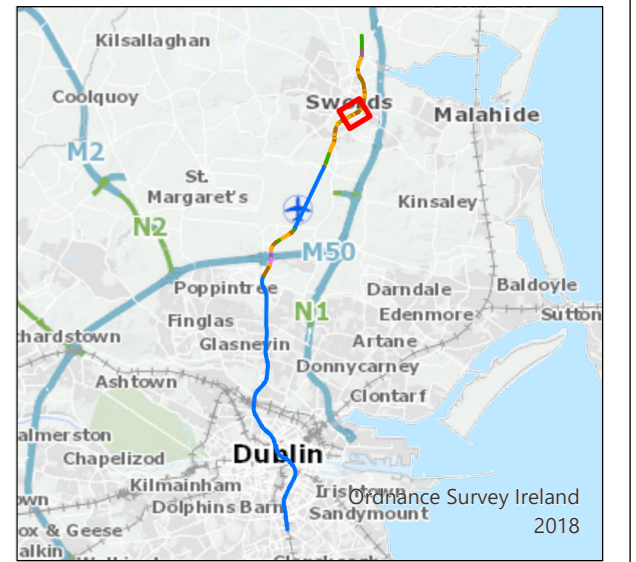 Kilsallaghan
Coolquoy
Swords
Malahide
M2
St.
Margaret's
Kinsaley
N2
M50
Poppintree
Darndale
Baldoyle
N1
Edenmore
Sutton
Finglas
chardstown
Glasnevin
Artane
Donnycarney
Ashtown
Clontarf
almerston
Dublin
Chapelizod
Kilmainham
Irishtown
Ordnance Survey Ireland
Dolphins Barn
Sandymount
2018
own
ox & Geese
alkin